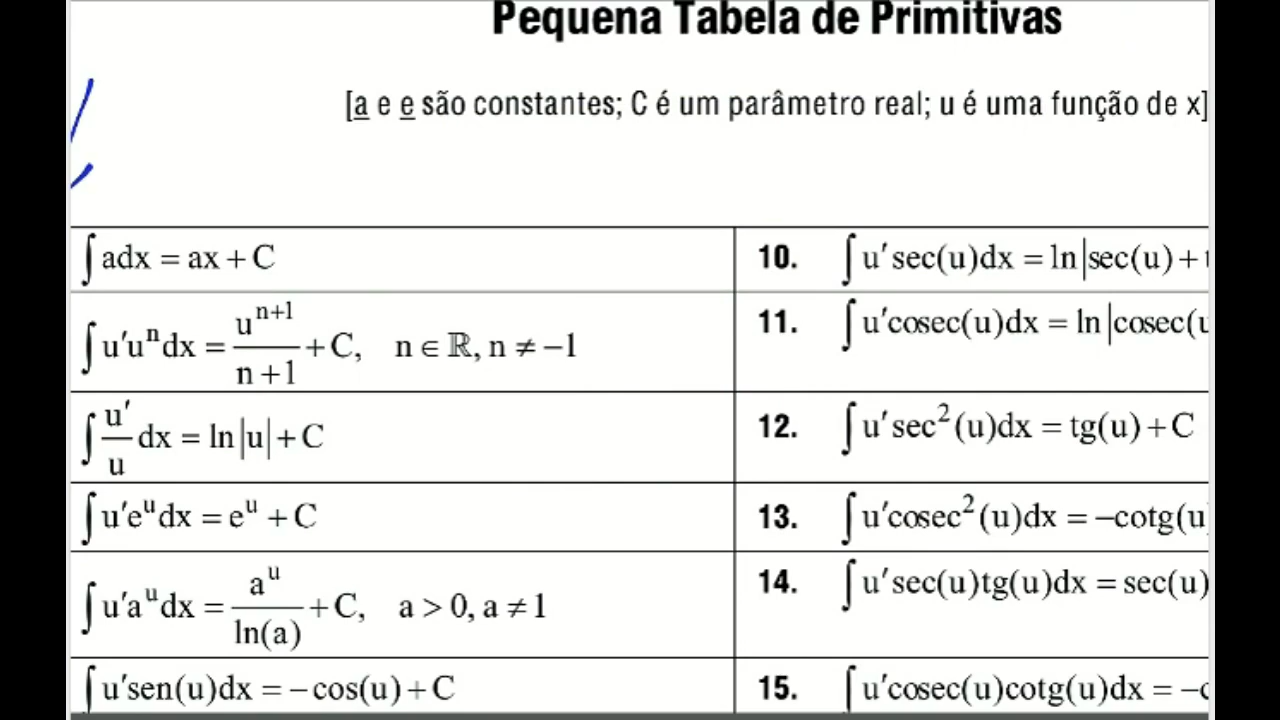 Pequena Tabela de Primitivas
[a e e são constantes; C é um parâmetro real; u é uma função de x]
∫ adx = ax + C
∫ u′uⁿdx = uⁿ⁺¹/(n+1) + C, n ∈ ℝ, n ≠ −1
∫ u′/u dx = ln|u| + C
∫ u′eᵘdx = eᵘ + C
∫ u′aᵘdx = aᵘ/ln(a) + C, a > 0, a ≠ 1
∫ u′sen(u)dx = −cos(u) + C
10. ∫ u′sec(u)dx = ln|sec(u) +
11. ∫ u′cosec(u)dx = ln|cosec(u
12. ∫ u′sec²(u)dx = tg(u) + C
13. ∫ u′cosec²(u)dx = −cotg(u)
14. ∫ u′sec(u)tg(u)dx = sec(u)
15. ∫ u′cosec(u)cotg(u)dx = −